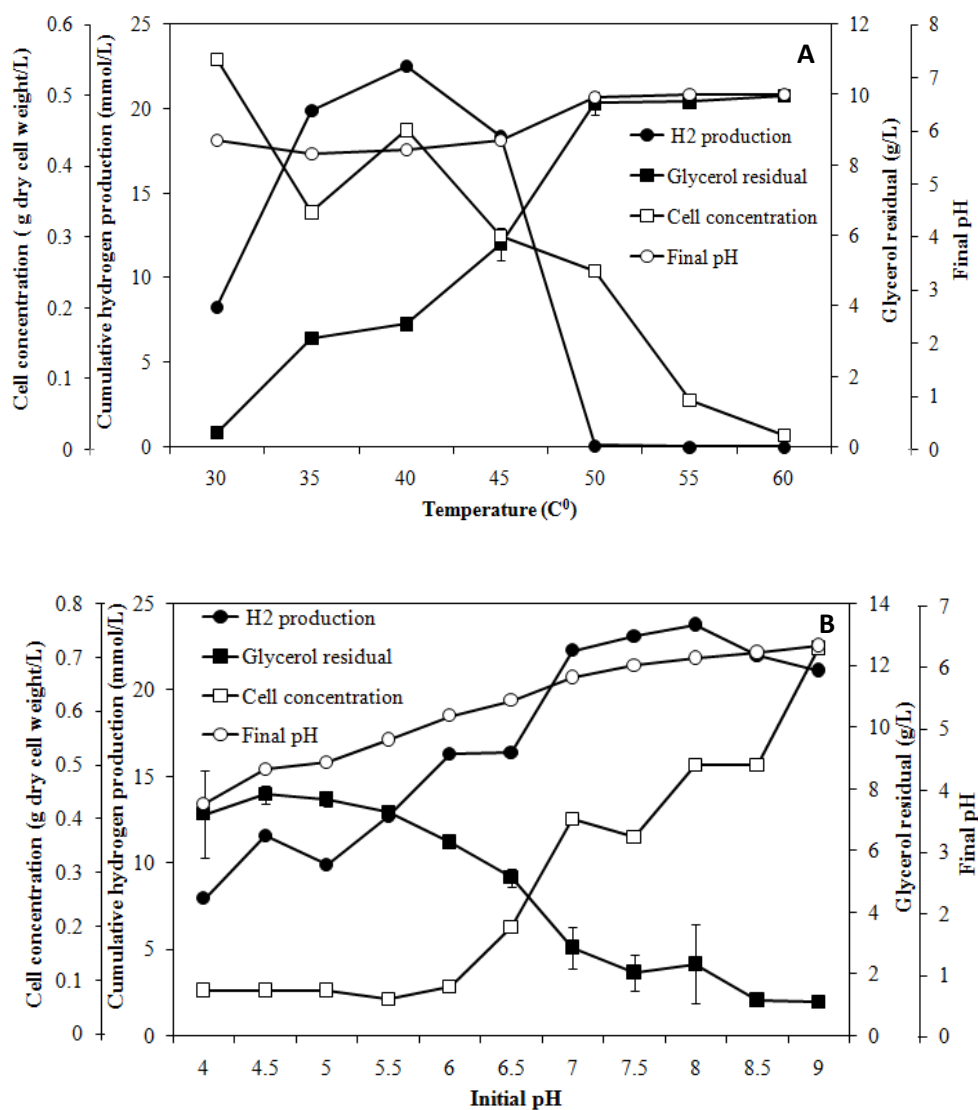 Cell concentration ( g dry cell weight/L)
0.6
0.5
0.4
0.3
0.2
0.1
0
Cumulative hydrogen production (mmol/L)
25
20
15
10
5
0
A
H2 production
Glycerol residual
Cell concentration
Final pH
12
10
8
6
4
2
0
Glycerol residual (g/L)
8
7
6
5
4
3
2
1
0
Final pH
30 35 40 45 50 55 60
Temperature (C⁰)
Cell concentration (g dry cell weight/L)
0.8
0.7
0.6
0.5
0.4
0.3
0.2
0.1
0
Cumulative hydrogen production (mmol/L)
25
20
15
10
5
0
B
H2 production
Glycerol residual
Cell concentration
Final pH
14
12
10
8
6
4
2
0
Glycerol residual (g/L)
7
6
5
4
3
2
1
0
Final pH
4 4.5 5 5.5 6 6.5 7 7.5 8 8.5 9
Initial pH